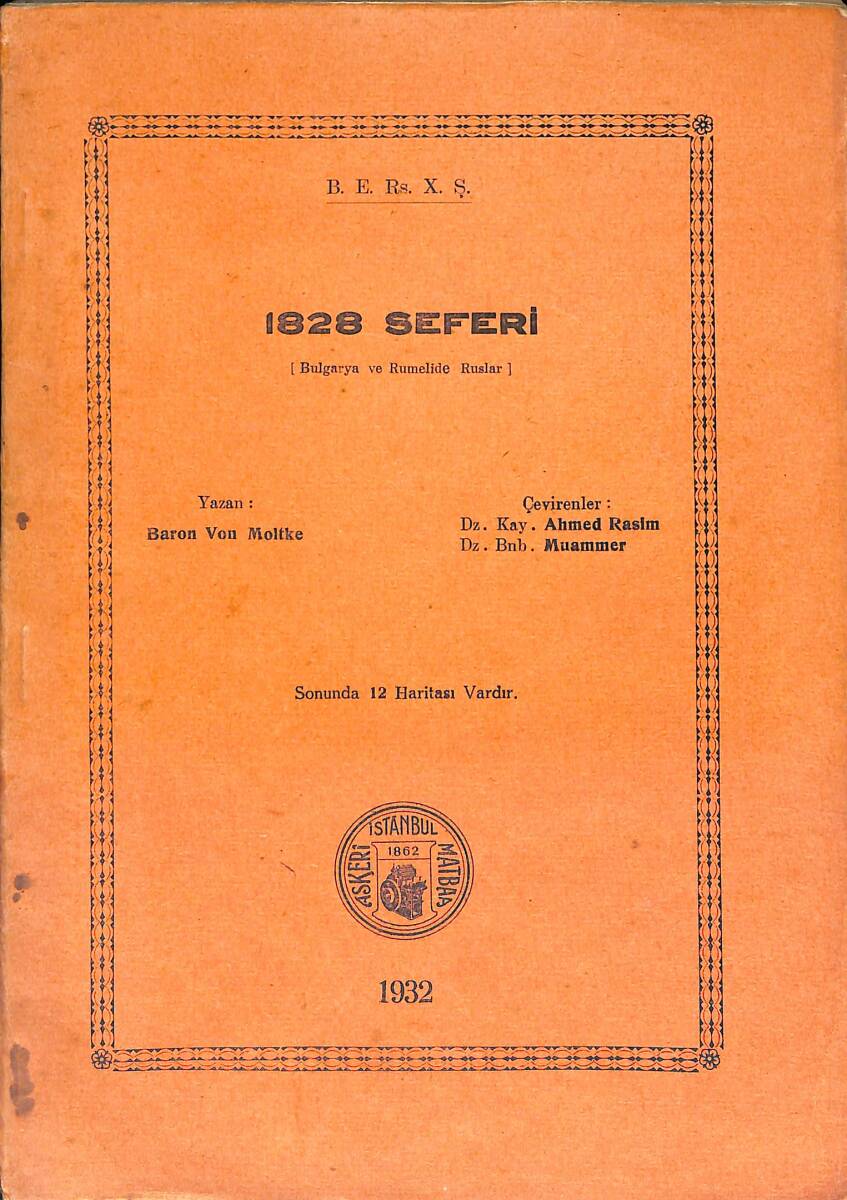 B. E. Rs. X. Ş.
1828 SEFERİ
[ Bulgarya ve Rumelide Ruslar ]
Yazan :
Baron Von Moltke
Çevirenler :
Dz. Kay. Ahmed Rasim
Dz. Bnb. Muammer
Sonunda 12 Haritası Vardır.
İSTANBUL
ASKERİ
MATBAA
1862
1932